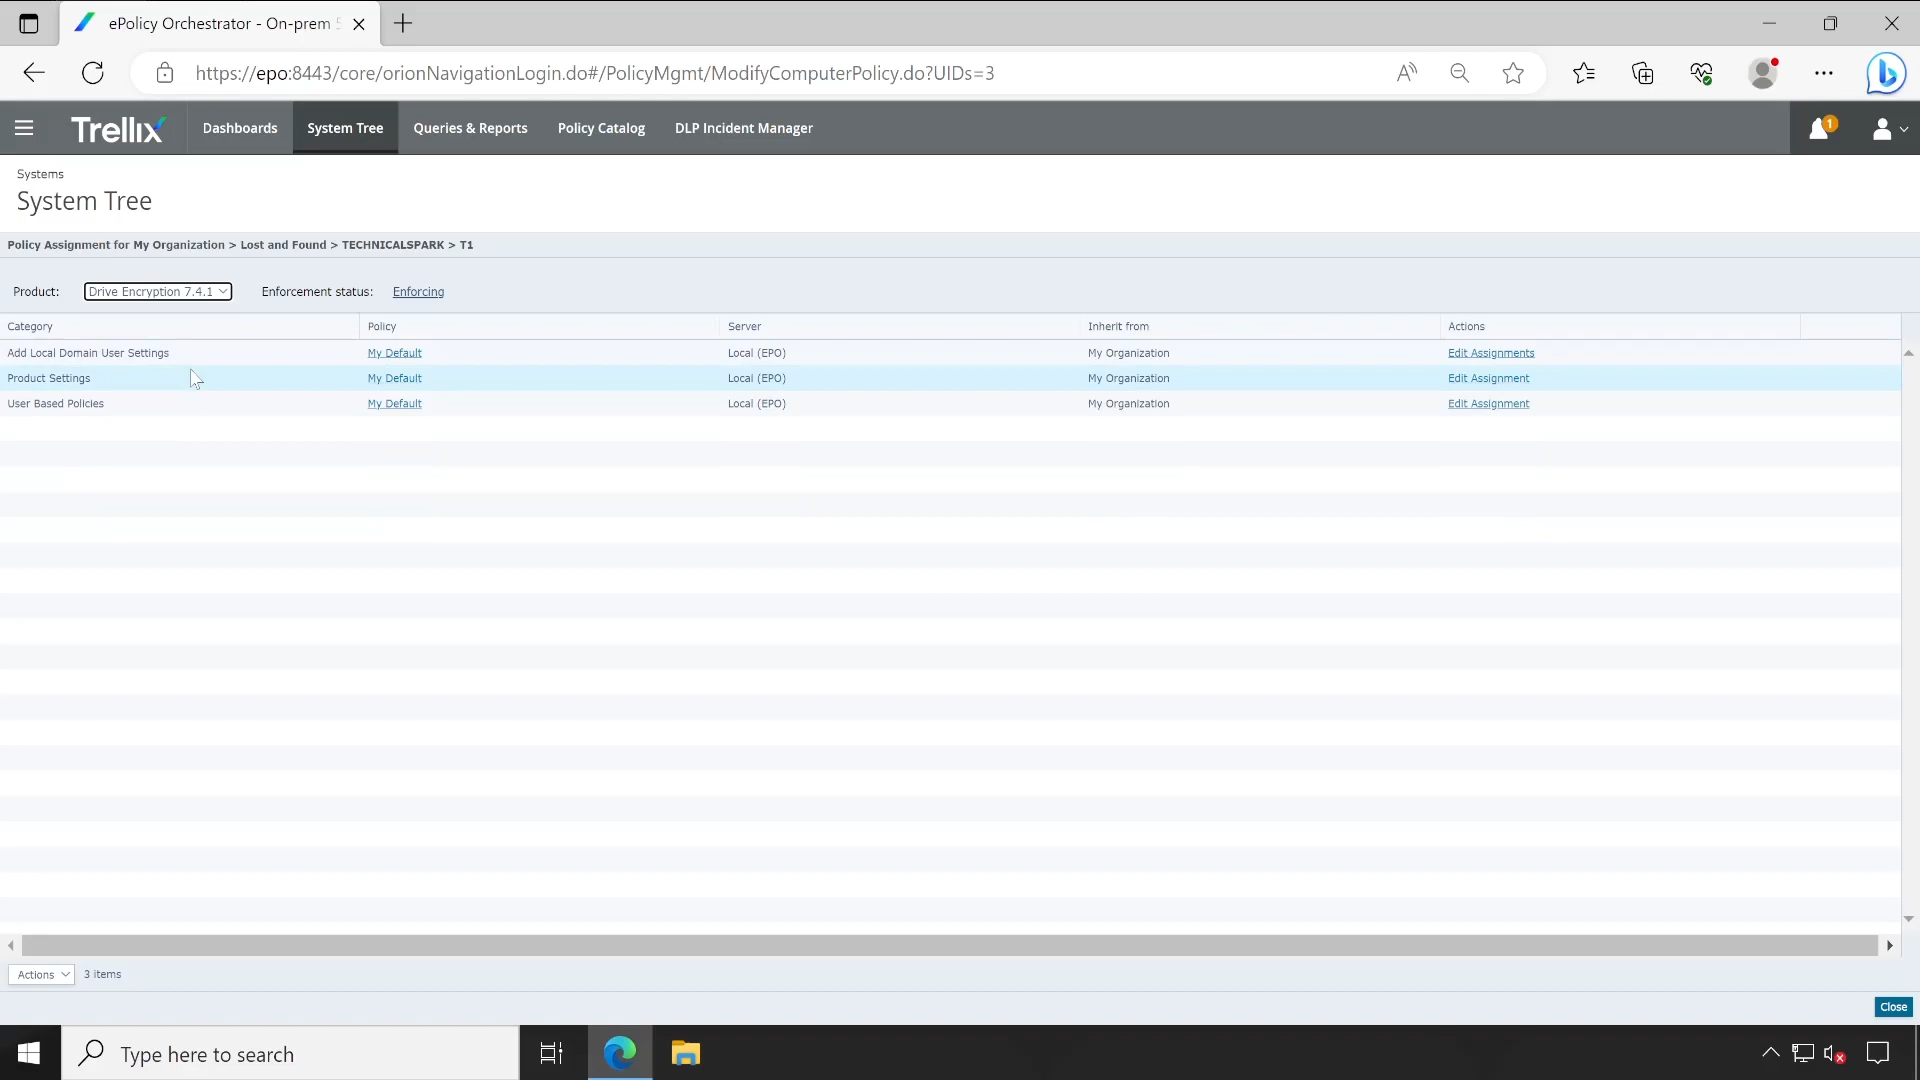 ePolicy Orchestrator - On-prem
https://epo:8443/core/orionNavigationLogin.do#/PolicyMgmt/ModifyComputerPolicy.do?UIDs=3
Trellix Dashboards System Tree Queries & Reports Policy Catalog DLP Incident Manager 1
Systems
System Tree
Policy Assignment for My Organization > Lost and Found > TECHNICALSPARK > T1
Product: Drive Encryption 7.4.1 Enforcement status: Enforcing
Category Policy Server Inherit from Actions
Add Local Domain User Settings My Default Local (EPO) My Organization Edit Assignments
Product Settings My Default Local (EPO) My Organization Edit Assignment
User Based Policies My Default Local (EPO) My Organization Edit Assignment
Actions 3 items
Close
Type here to search